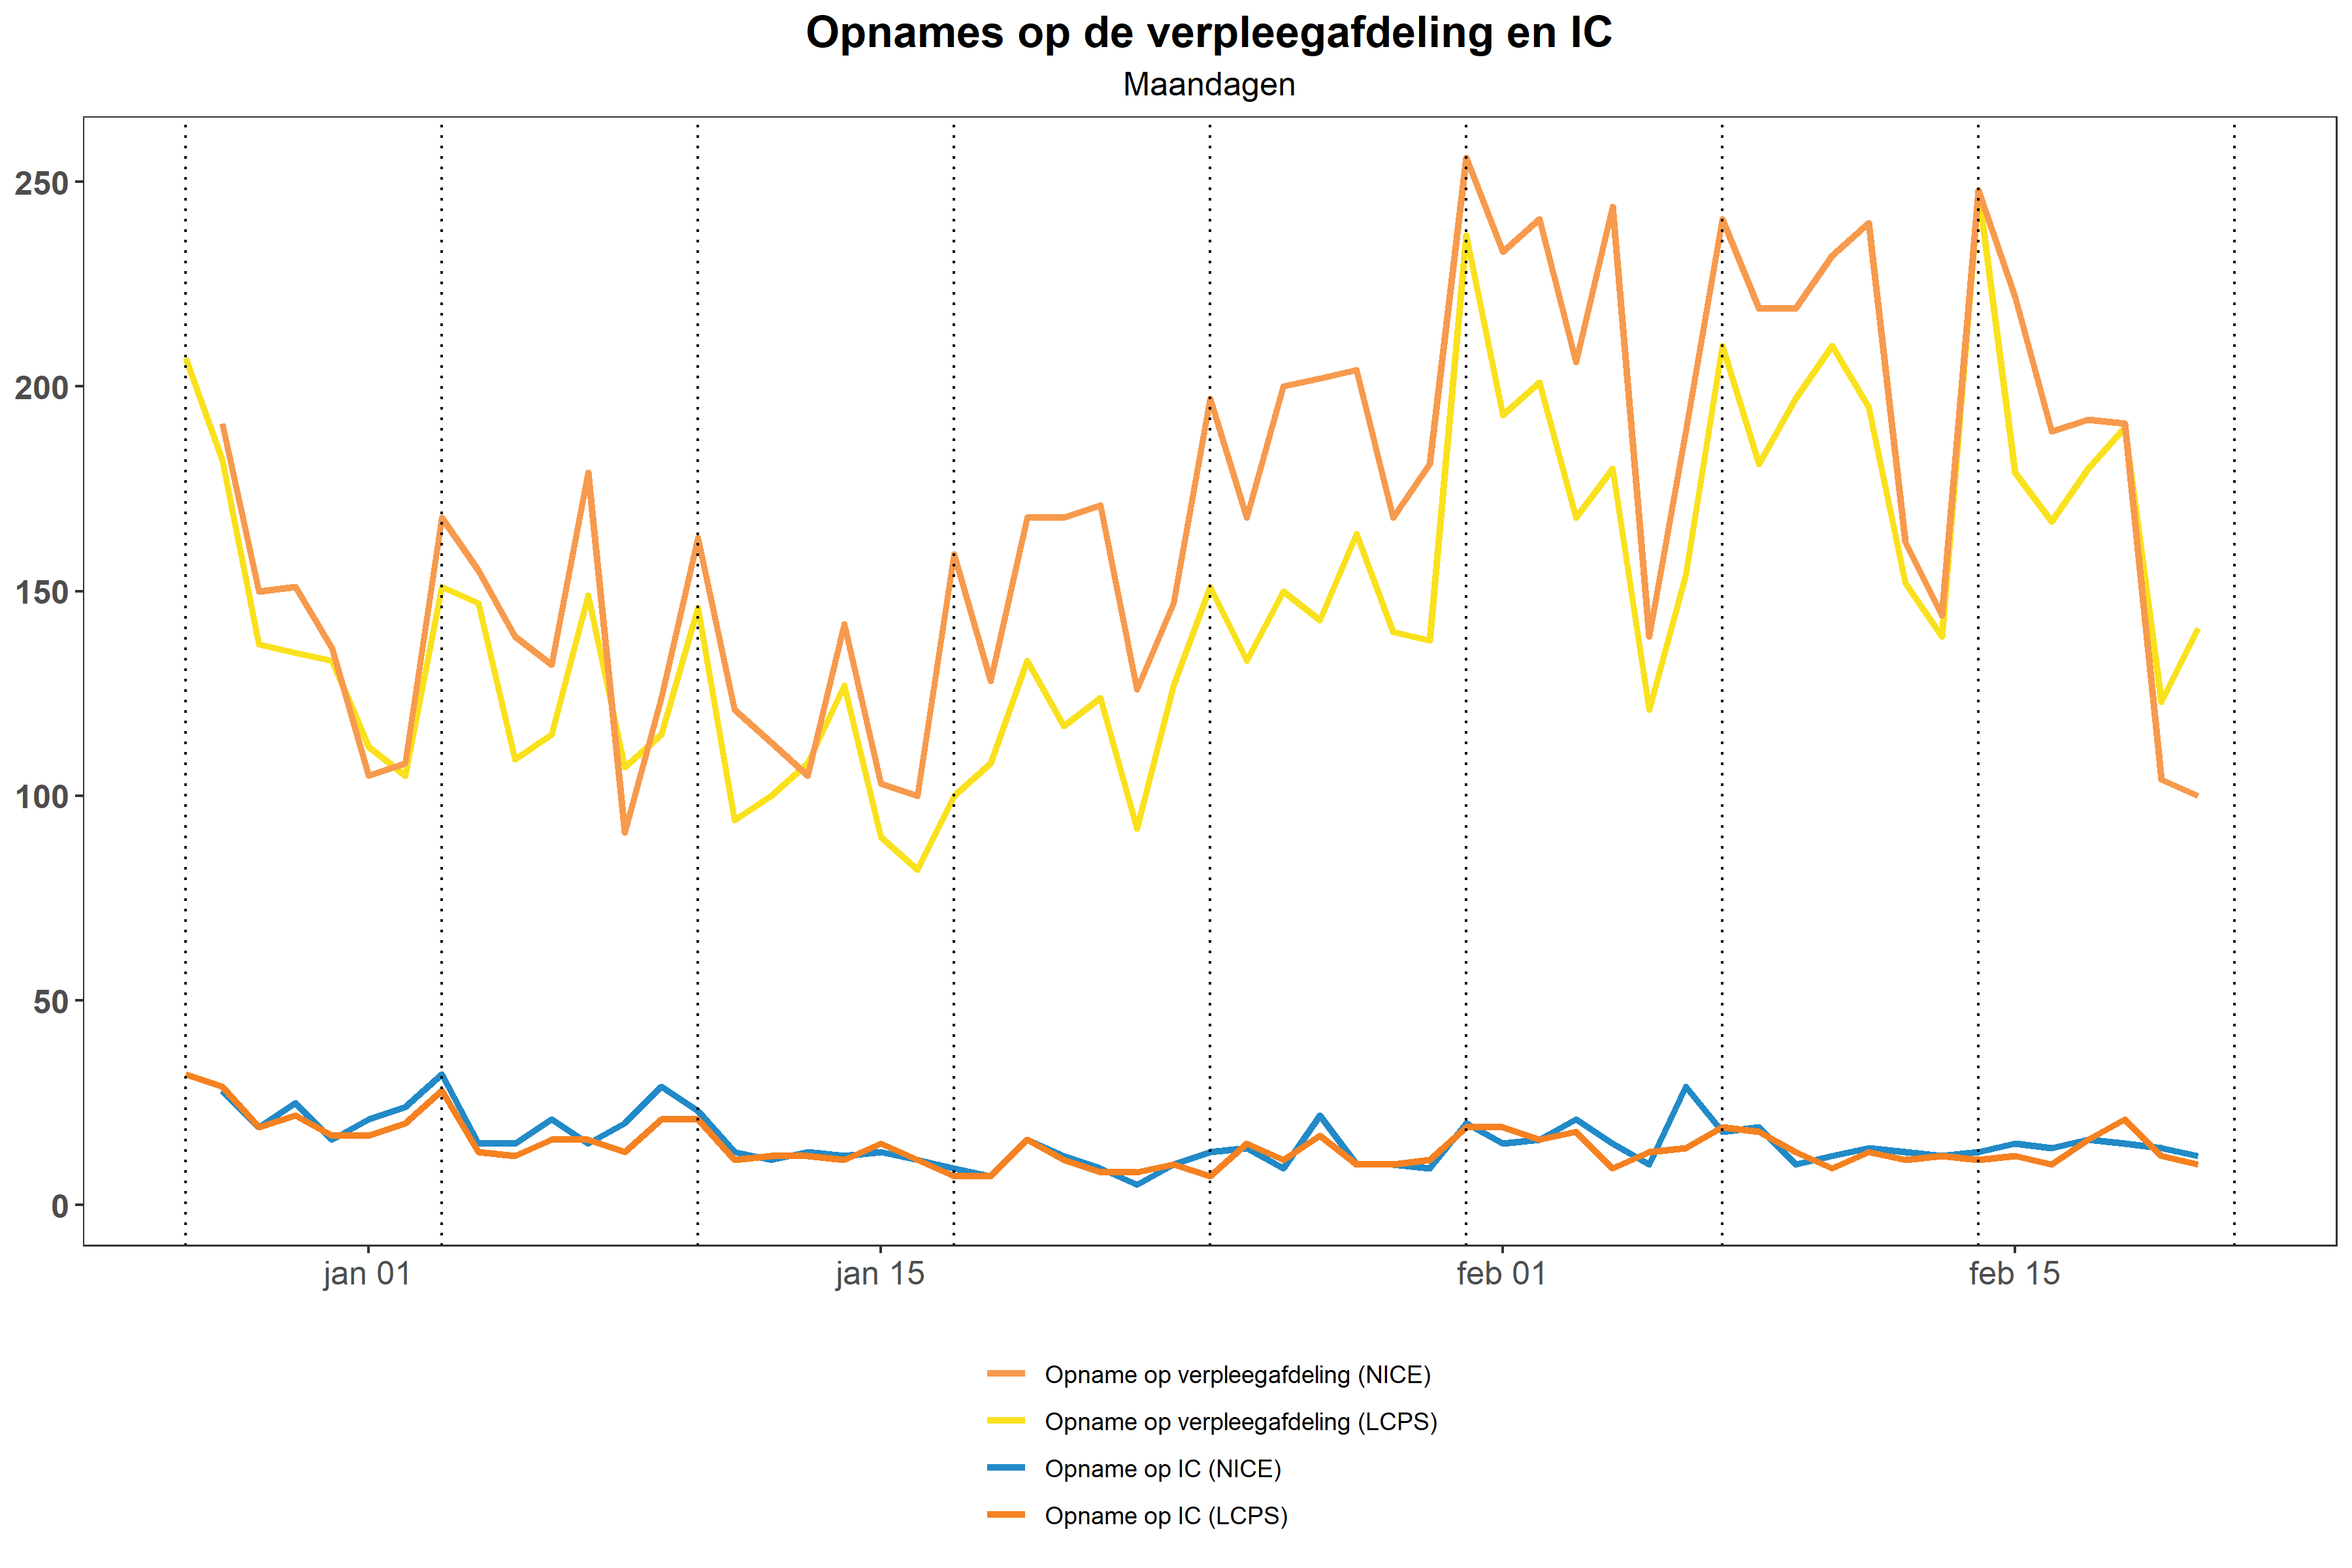 Opnames op de verpleegafdeling en IC
Maandagen
250
200
150
100
50
0
jan 01 jan 15 feb 01 feb 15
Opname op verpleegafdeling (NICE)
Opname op verpleegafdeling (LCPS)
Opname op IC (NICE)
Opname op IC (LCPS)